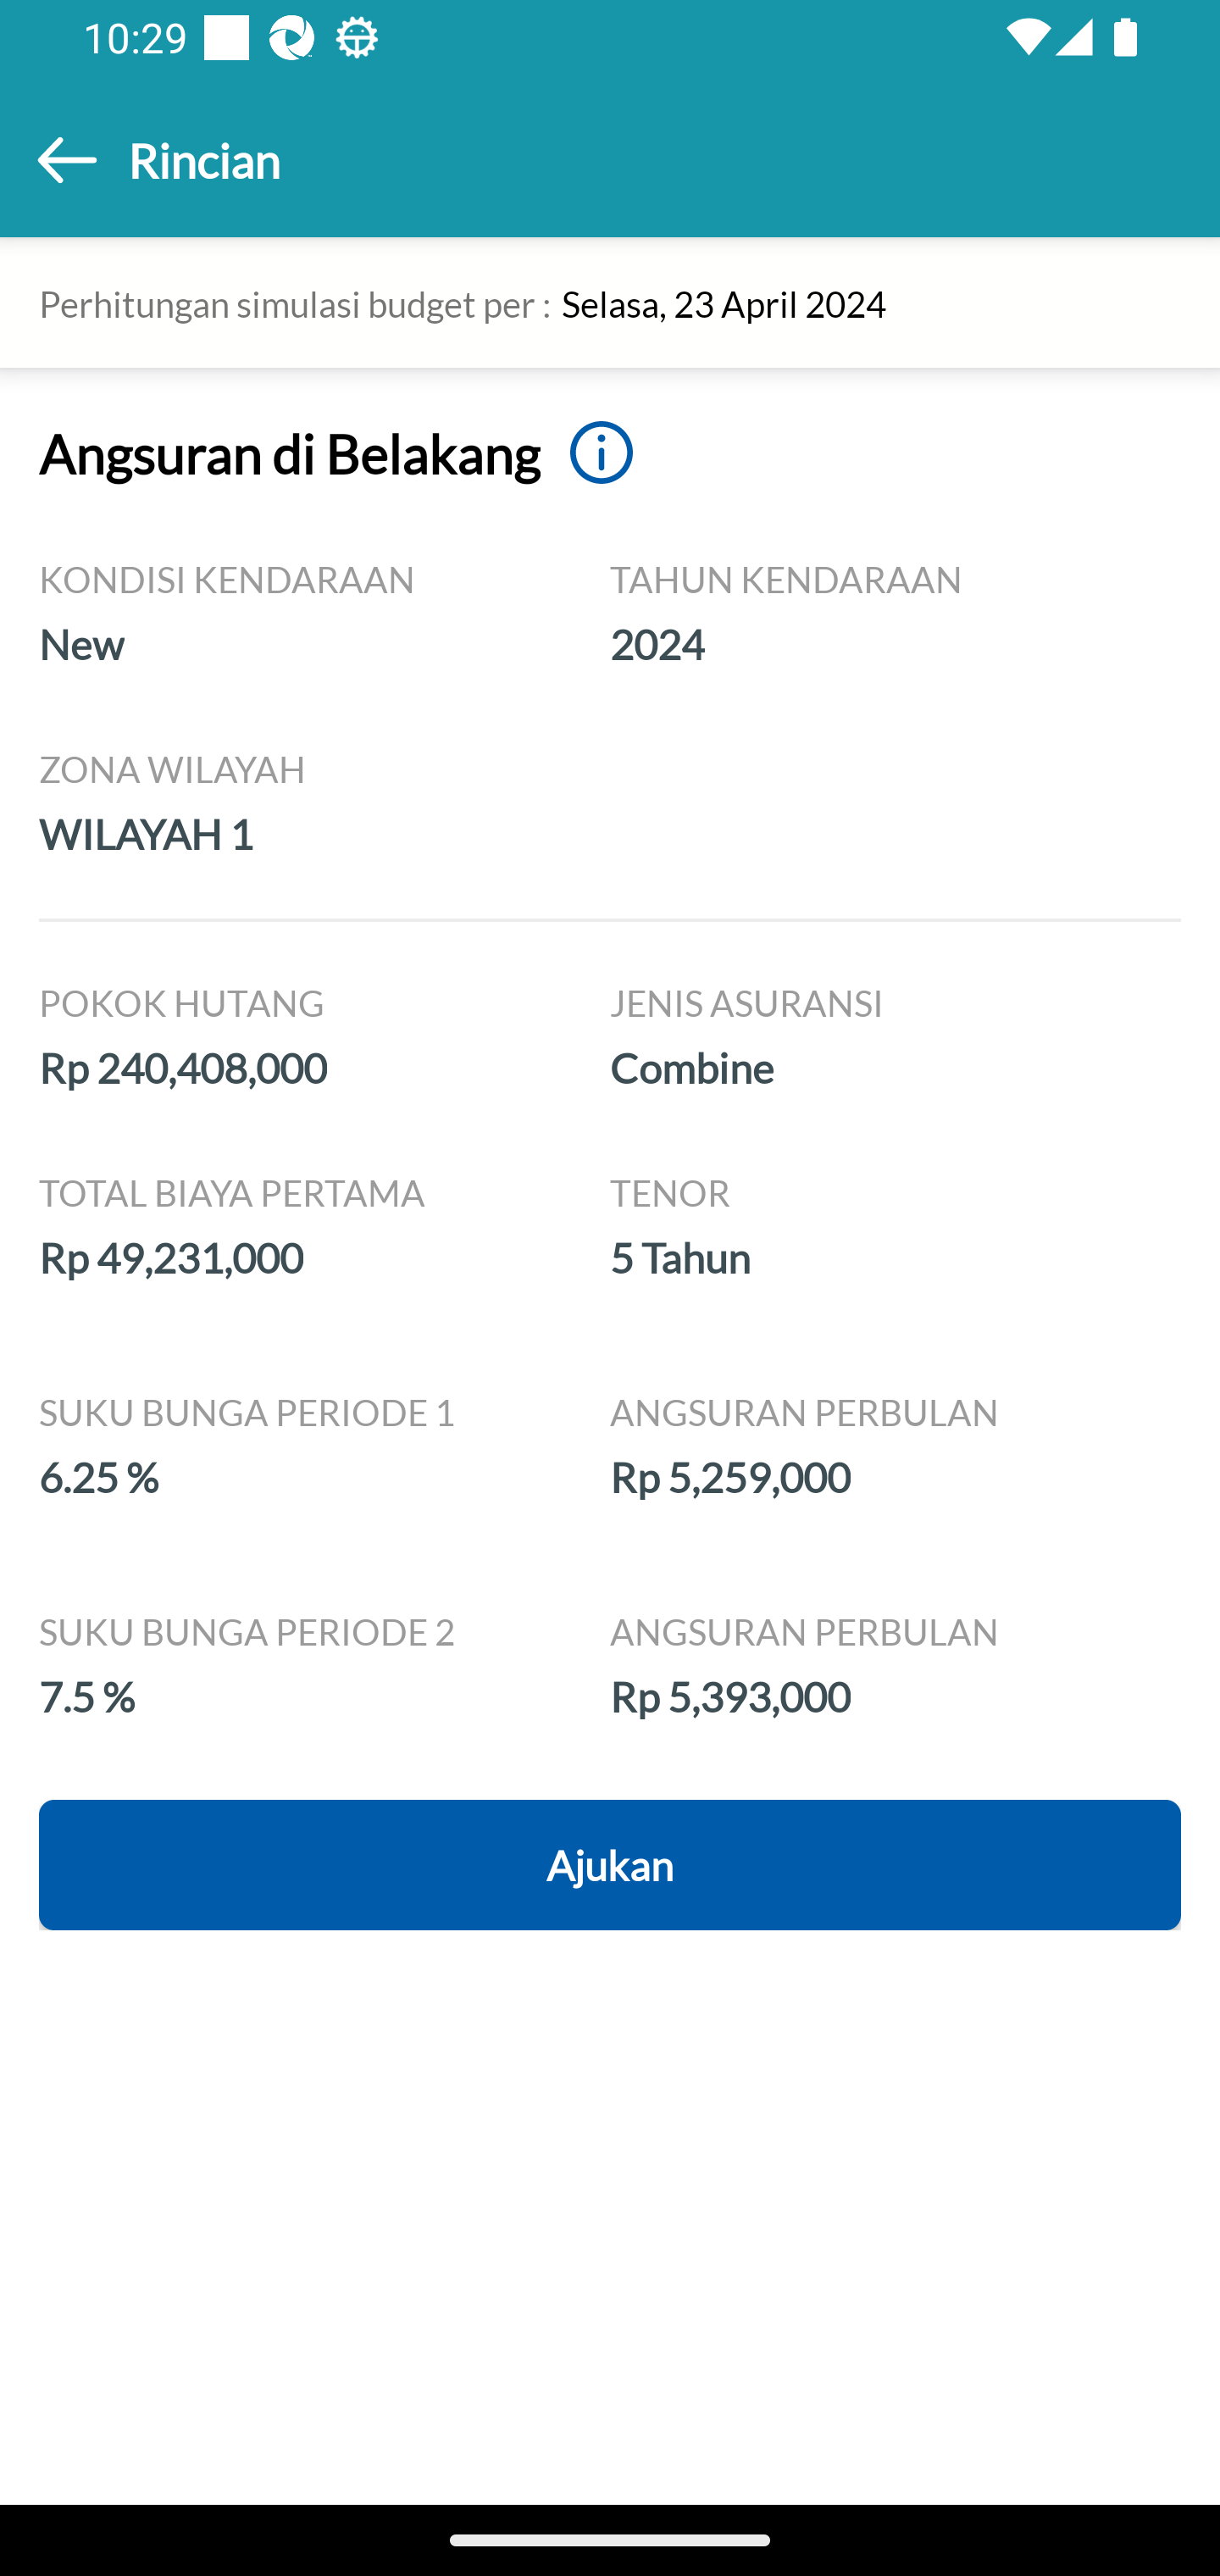 10:29
Rincian
Perhitungan simulasi budget per : Selasa, 23 April 2024
Angsuran di Belakang
KONDISI KENDARAAN
New
TAHUN KENDARAAN
2024
ZONA WILAYAH
WILAYAH 1
POKOK HUTANG
Rp 240,408,000
JENIS ASURANSI
Combine
TOTAL BIAYA PERTAMA
Rp 49,231,000
TENOR
5 Tahun
SUKU BUNGA PERIODE 1
6.25 %
ANGSURAN PERBULAN
Rp 5,259,000
SUKU BUNGA PERIODE 2
7.5 %
ANGSURAN PERBULAN
Rp 5,393,000
Ajukan